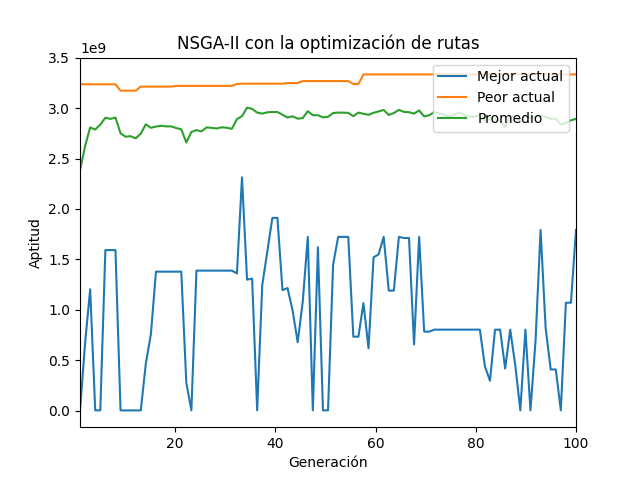 NSGA-II con la optimización de rutas
1e9
3.5
3.0
2.5
2.0
1.5
1.0
0.5
0.0
Aptitud
Mejor actual
Peor actual
Promedio
20
40
60
80
100
Generación